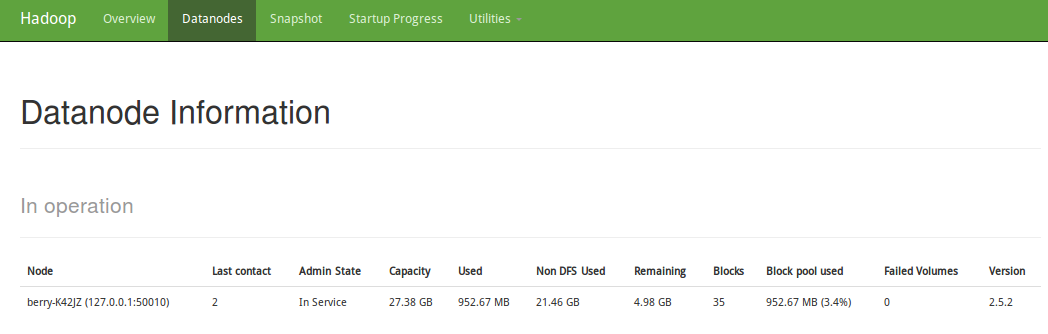 Hadoop Overview Datanodes Snapshot Startup Progress Utilities
Datanode Information
In operation
Node Last contact Admin State Capacity Used Non DFS Used Remaining Blocks Block pool used Failed Volumes Version
berry-K42JZ (127.0.0.1:50010) 2 In Service 27.38 GB 952.67 MB 21.46 GB 4.98 GB 35 952.67 MB (3.4%) 0 2.5.2